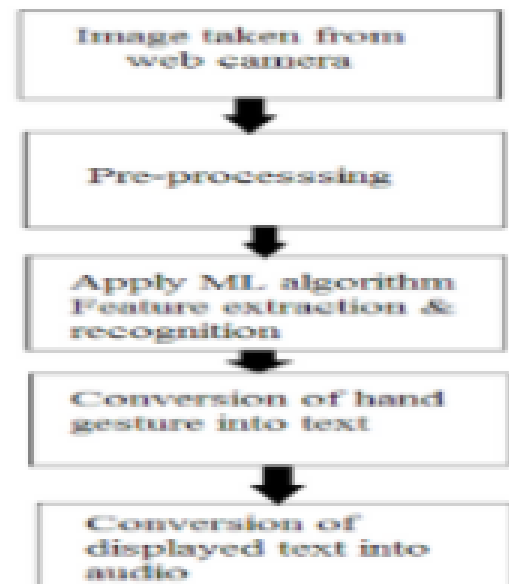 Image taken from
web camera
Pre-processsing
Apply ML algorithm
Feature extraction &
recognition
Conversion of hand
gesture into text
Conversion of
displayed text into
audio